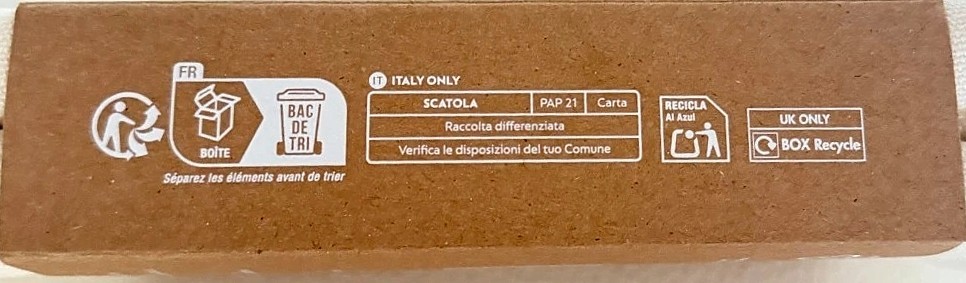 FR
BOÎTE
BAC
DE
TRI
Séparez les éléments avant de trier
IT ITALY ONLY
SCATOLA PAP 21 Carta
Raccolta differenziata
Verifica le disposizioni del tuo Comune
RECICLA
Al Azul
UK ONLY
BOX Recycle